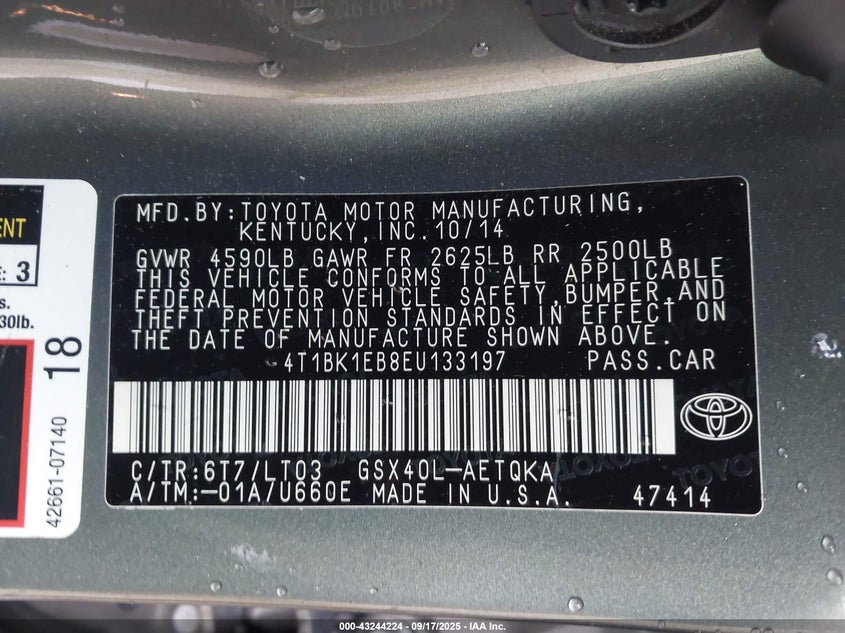 MFD.BY:TOYOTA MOTOR MANUFACTURING,
KENTUCKY,INC.10/14
GVWR 4590LB GAWR FR 2625LB RR 2500LB
THIS VEHICLE CONFORMS TO ALL APPLICABLE
FEDERAL MOTOR VEHICLE SAFETY,BUMPER,AND
THEFT PREVENTION STANDARDS IN EFFECT ON
THE DATE OF MANUFACTURE SHOWN ABOVE.
4T1BK1EB8EU133197 PASS.CAR
C/TR:6T7/LT03 GSX40L-AETQKA
A/TM:-01A/U660E MADE IN U.S.A. 47414
ENT
: 3
s.
30lb.
18
42661-07140
000-43244224 - 09/17/2025 - IAA Inc.